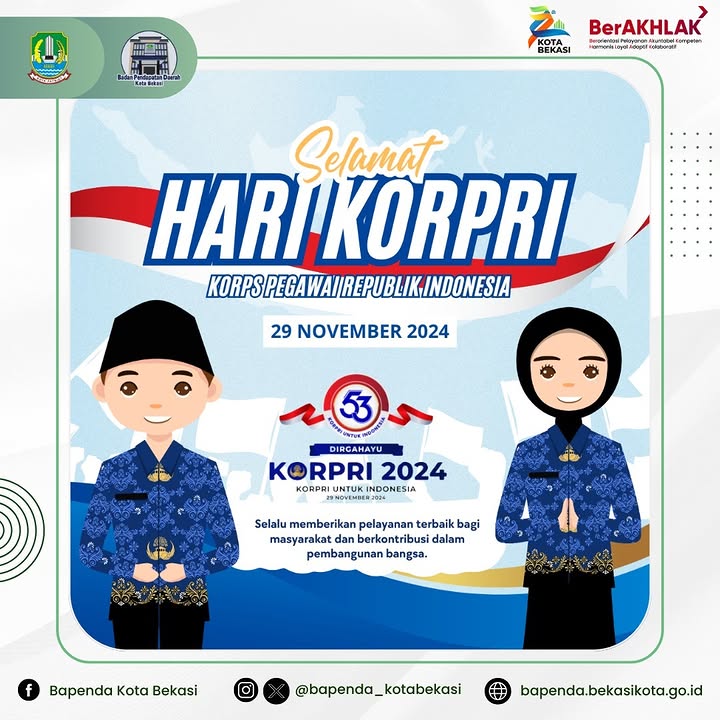 Badan Pendapatan Daerah
Kota Bekasi
KOTA
BEKASI
BerAKHLAK
Berorientasi Pelayanan Akuntabel Kompeten
Harmonis Loyal Adaptif Kolaboratif
Selamat
HARI KORPRI
KORPS PEGAWAI REPUBLIK INDONESIA
29 NOVEMBER 2024
53
KORPRI UNTUK INDONESIA
DIRGAHAYU
KORPRI 2024
KORPRI UNTUK INDONESIA
29 NOVEMBER 2024
Selalu memberikan pelayanan terbaik bagi
masyarakat dan berkontribusi dalam
pembangunan bangsa.
Bapenda Kota Bekasi
@bapenda_kotabekasi
bapenda.bekasikota.go.id